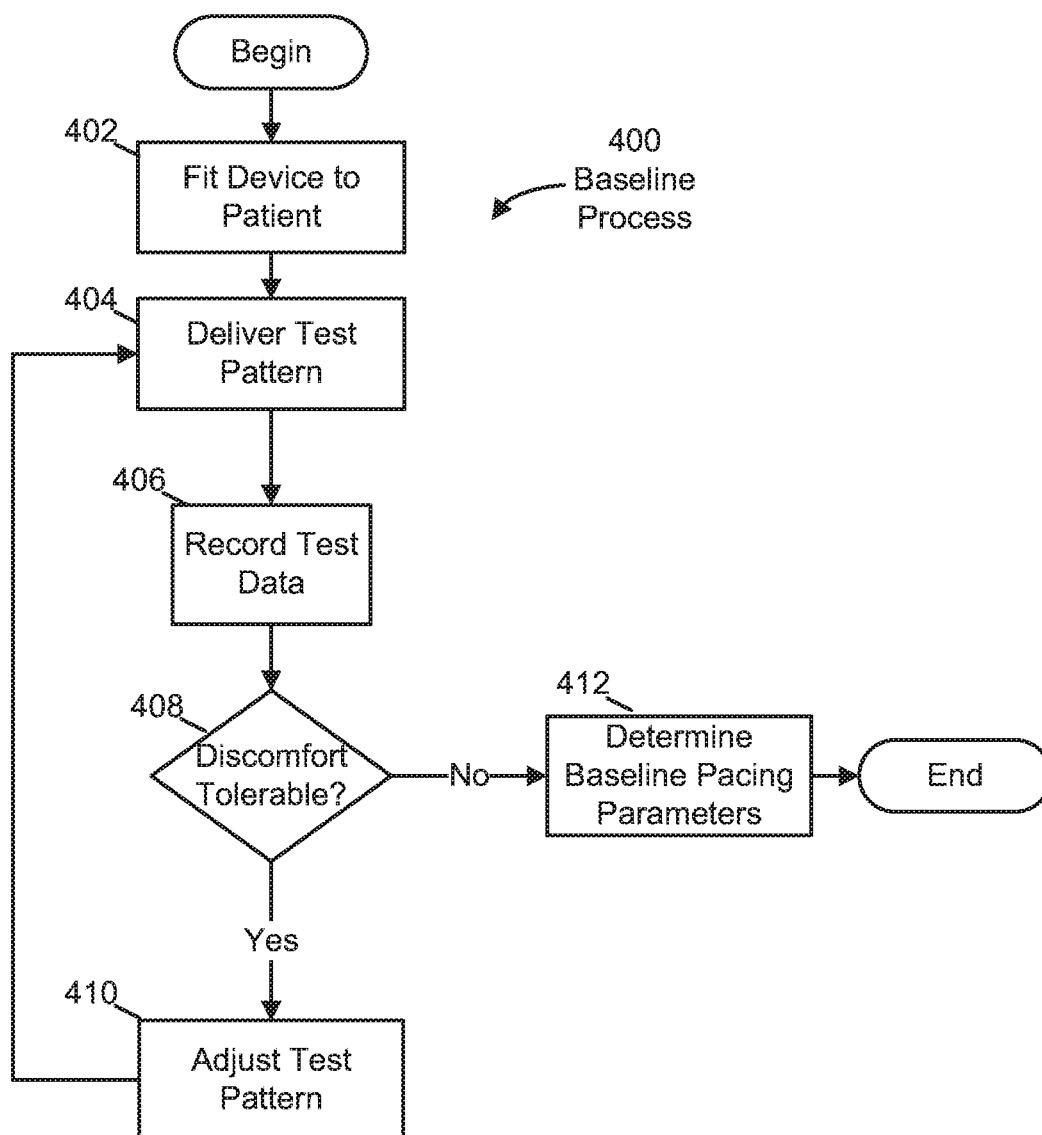 Begin
402
Fit Device to
Patient
400
Baseline
Process
404
Deliver Test
Pattern
406
Record Test
Data
408
Discomfort
Tolerable?
No
412
Determine
Baseline Pacing
Parameters
End
Yes
410
Adjust Test
Pattern